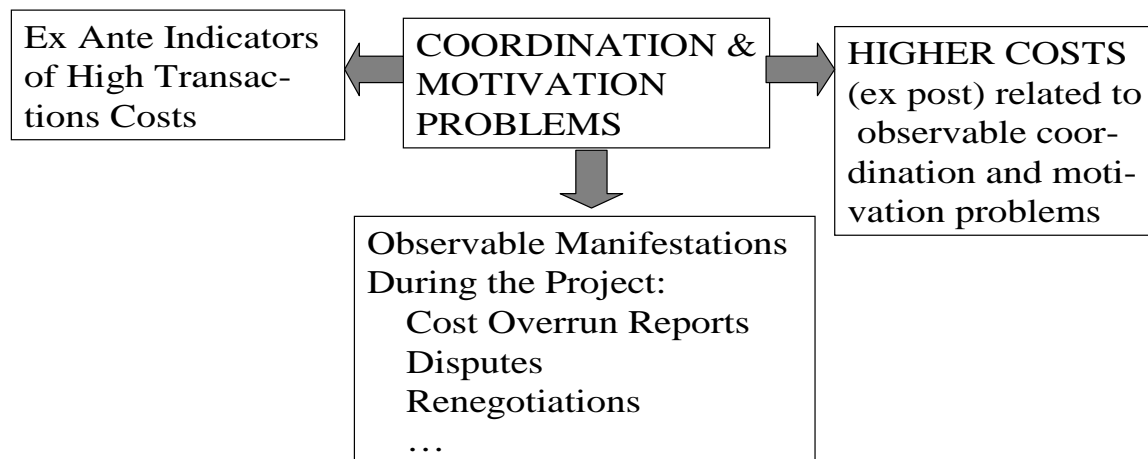 Ex Ante Indicators
of High Transac-
tions Costs
COORDINATION &
MOTIVATION
PROBLEMS
HIGHER COSTS
(ex post) related to
observable coor-
dination and moti-
vation problems
Observable Manifestations
During the Project:
Cost Overrun Reports
Disputes
Renegotiations
…